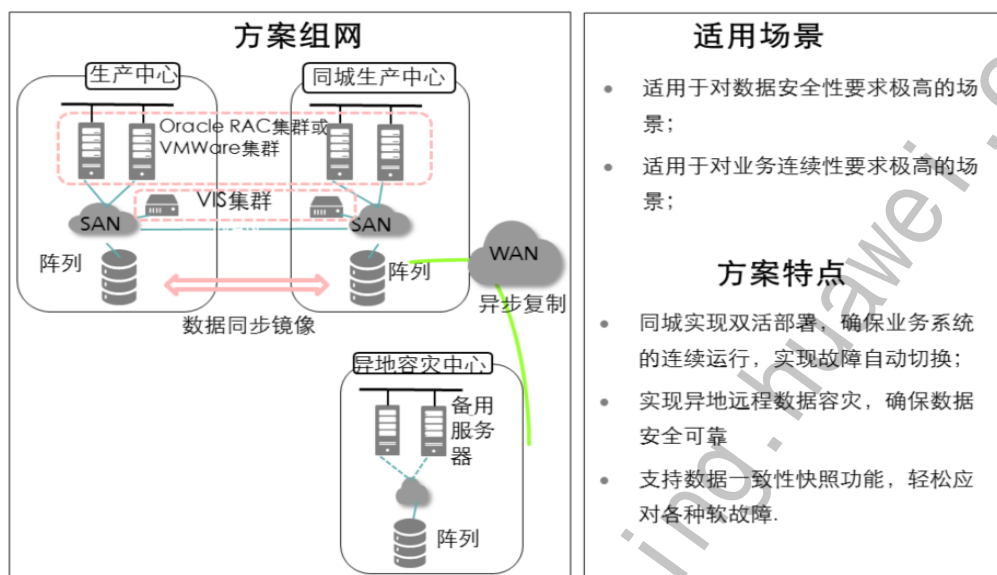 方案组网
生产中心
同城生产中心
Oracle RAC集群或
VMWare集群
VIS集群
SAN
SAN
阵列
阵列
数据同步镜像
WAN
异步复制
异地容灾中心
备用
服务
器
阵列
适用场景
• 适用于对数据安全性要求极高的场
景；
• 适用于对业务连续性要求极高的场
景；
方案特点
• 同城实现双活部署，确保业务系统
的连续运行，实现故障自动切换；
• 实现异地远程数据容灾，确保数据
安全可靠
• 支持数据一致性快照功能，轻松应
对各种软故障.
ing.huawei.